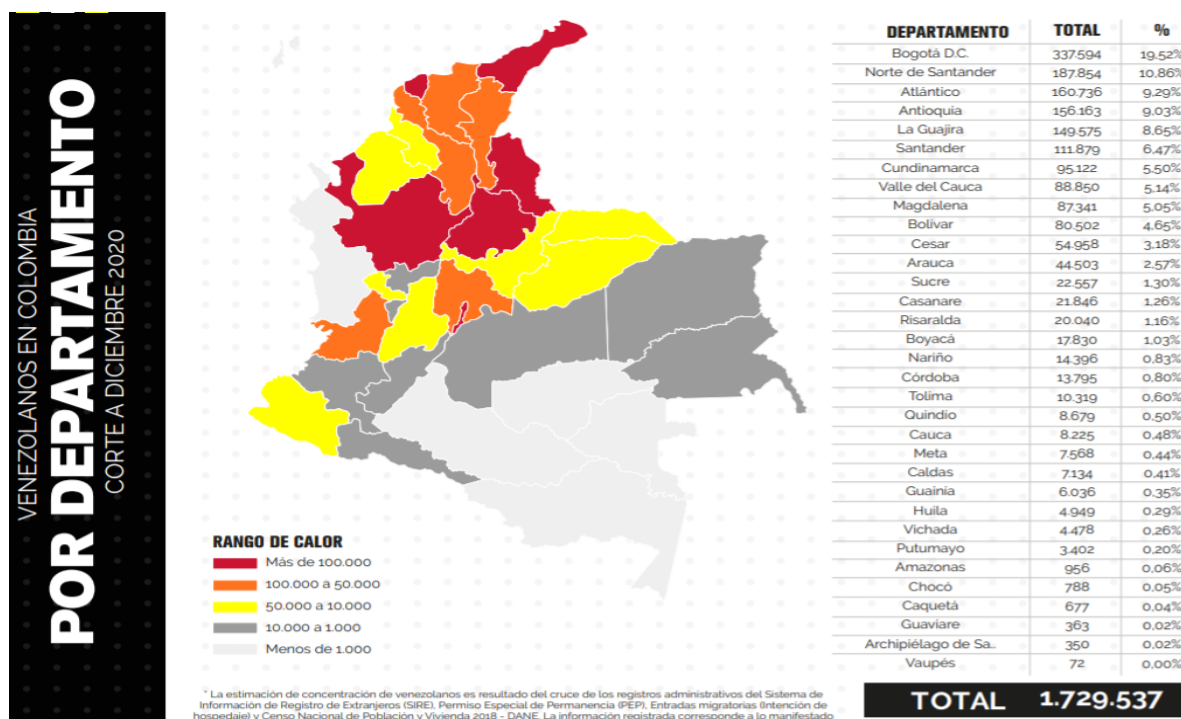 VENEZOLANOS EN COLOMBIA
POR DEPARTAMENTO
CORTE A DICIEMBRE 2020
RANGO DE CALOR
Más de 100.000
100.000 a 50.000
50.000 a 10.000
10.000 a 1.000
Menos de 1.000
* La estimación de concentración de venezolanos es resultado del cruce de los registros administrativos del Sistema de
Información de Registro de Extranjeros (SIRE), Permiso Especial de Permanencia (PEP), Entradas migratorias (Intención de
hospedaje) y Censo Nacional de Población y Vivienda 2018 - DANE. La información registrada corresponde a lo manifestado
DEPARTAMENTO TOTAL %
Bogotá D.C. 337.594 19,52%
Norte de Santander 187.854 10,86%
Atlántico 160.736 9,29%
Antioquia 156.163 9,03%
La Guajira 149.575 8,65%
Santander 111.879 6,47%
Cundinamarca 95.122 5,50%
Valle del Cauca 88.850 5,14%
Magdalena 87.341 5,05%
Bolívar 80.502 4,65%
Cesar 54.958 3,18%
Arauca 44.503 2,57%
Sucre 22.557 1,30%
Casanare 21.846 1,26%
Risaralda 20.040 1,16%
Boyacá 17.830 1,03%
Nariño 14.396 0,83%
Córdoba 13.795 0,80%
Tolima 10.319 0,60%
Quindio 8.679 0,50%
Cauca 8.225 0,48%
Meta 7.568 0,44%
Caldas 7.134 0,41%
Guainía 6.036 0,35%
Huila 4.949 0,29%
Vichada 4.478 0,26%
Putumayo 3.402 0,20%
Amazonas 956 0,06%
Chocó 788 0,05%
Caquetá 677 0,04%
Guaviare 363 0,02%
Archipiélago de Sa.. 350 0,02%
Vaupés 72 0,00%
TOTAL 1.729.537